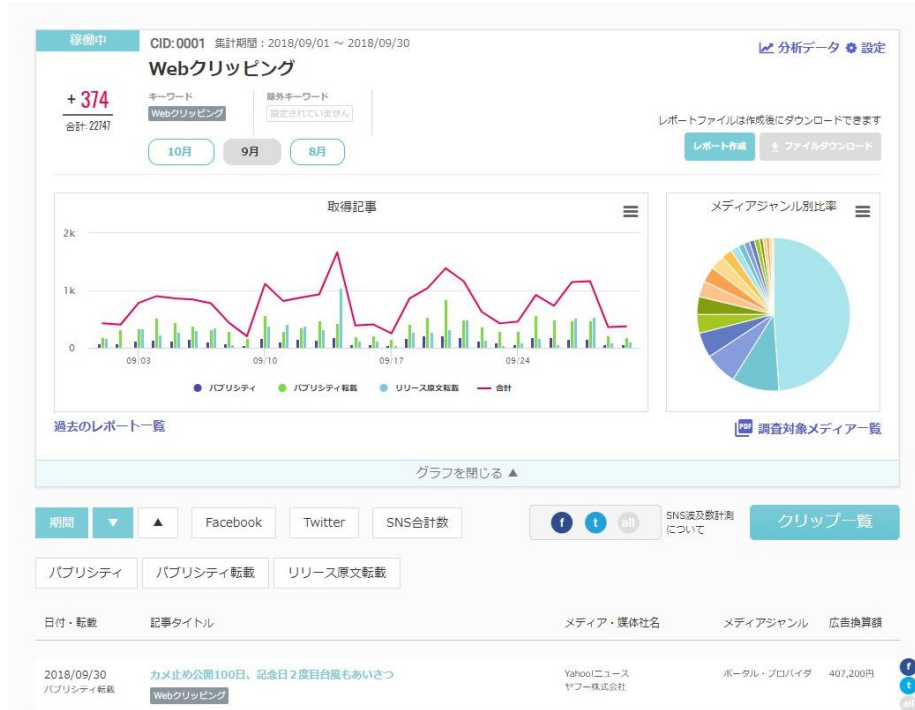 稼働中
CID:0001 集計期間：2018/09/01 ～ 2018/09/30
分析データ 設定
Webクリッピング
+ 374
合計: 22747
キーワード 除外キーワード
Webクリッピング 設定されていません
レポートファイルは作成後にダウンロードできます
10月 9月 8月
レポート作成 ファイルダウンロード
取得記事
メディアジャンル別比率
2k
1k
0
09/03 09/10 09/17 09/24
パブリシティ パブリシティ転載 リリース原文転載 合計
過去のレポート一覧
PDF 調査対象メディア一覧
グラフを閉じる ▲
期間 ▼ ▲ Facebook Twitter SNS合計数
f t all
SNS波及数計測
について
クリップ一覧
パブリシティ パブリシティ転載 リリース原文転載
日付・転載 記事タイトル メディア・媒体社名 メディアジャンル 広告換算額
2018/09/30 カメ止め公開100日、記念日２度目台風もあいさつ Yahoo!ニュース ポータル・プロバイダ 407,200円
パブリシティ転載 Webクリッピング ヤフー株式会社
f
t
all